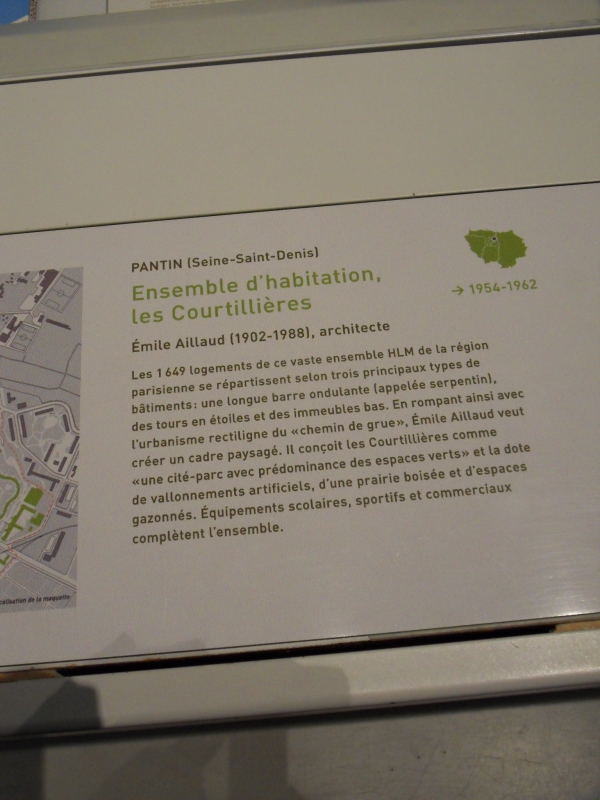 PANTIN (Seine-Saint-Denis)
Ensemble d'habitation,
les Courtillières
→ 1954-1962
Émile Aillaud (1902-1988), architecte
Les 1 649 logements de ce vaste ensemble HLM de la région
parisienne se répartissent selon trois principaux types de
bâtiments : une longue barre ondulante (appelée serpentin),
des tours en étoiles et des immeubles bas. En rompant ainsi avec
l'urbanisme rectiligne du «chemin de grue», Émile Aillaud veut
créer un cadre paysagé. Il conçoit les Courtillières comme
«une cité-parc avec prédominance des espaces verts» et la dote
de vallonnements artificiels, d'une prairie boisée et d'espaces
gazonnés. Équipements scolaires, sportifs et commerciaux
complètent l'ensemble.
de la maquette